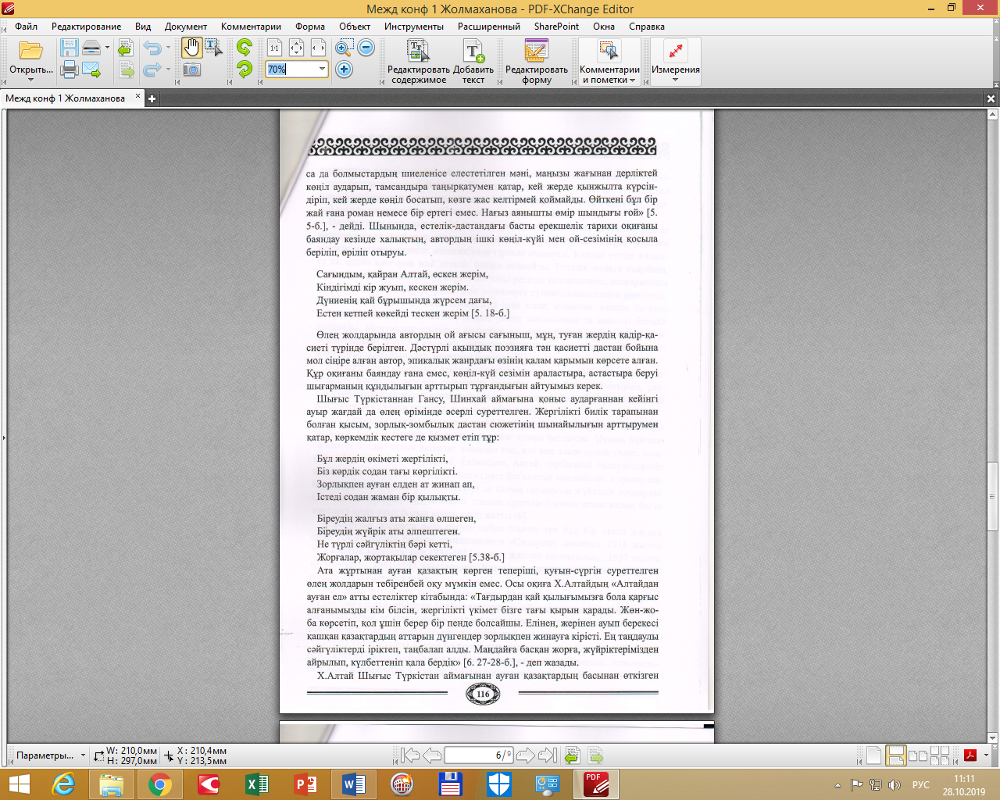 Межд конф 1 Жолмаханова - PDF-XChange Editor
Файл Редактирование Вид Документ Комментарии Форма Объект Инструменты Расширенный SharePoint Окна Справка
Открыть...
1:1
70%
Редактировать содержимое
Добавить текст
Редактировать форму
Комментарии и пометки
Измерения
Межд конф 1 Жолмаханова
са да болмыстардың шиеленісе елестетілген мәні, маңызы жағынан дерліктей
көңіл аударып, тамсандыра таңырқатумен қатар, кей жерде қынжылта күрсін-
діріп, кей жерде көңіл босатып, көзге жас келтірмей қоймайды. Өйткені бұл бір
жай ғана роман немесе бір ертегі емес. Нағыз аянышты өмір шындығы ғой» [5.
5-б.], - дейді. Шынында, естелік-дастандағы басты ерекшелік тарихи оқиғаны
баяндау кезінде халықтың, автордың ішкі көңіл-күйі мен ой-сезімінің қосыла
беріліп, өріліп отыруы.
Сағындым, қайран Алтай, өскен жерім,
Кіндігімді кір жуып, кескен жерім.
Дүниенің қай бұрышында жүрсем дағы,
Естен кетпей көкейді тескен жерім [5. 18-б.]
Өлең жолдарында автордың ой ағысы сағыныш, мұң, туған жердің қадір-қа-
сиеті түрінде берілген. Дәстүрлі ақындық поэзияға тән қасиетті дастан бойына
мол сіңіре алған автор, эпикалық жанрдағы өзінің қалам қарымын көрсете алған.
Құр оқиғаны баяндау ғана емес, көңіл-күй сезімін араластыра, астастыра беруі
шығарманың құндылығын арттырып тұрғандығын айтуымыз керек.
Шығыс Түркістаннан Гансу, Шинхай аймағына қоныс аударғаннан кейінгі
ауыр жағдай да өлең өрімінде әсерлі суреттелген. Жергілікті билік тарапынан
болған қысым, зорлық-зомбылық дастан сюжетінің шынайылығын арттырумен
қатар, көркемдік кестеге де қызмет етіп тұр:
Бұл жердің өкіметі жергілікті,
Біз көрдік содан тағы көргілікті.
Зорлықпен ауған елден ат жинап ап,
Істеді содан жаман бір қылықты.
Біреудің жалғыз аты жанға өлшеген,
Біреудің жүйрік аты әлпештеген.
Не түрлі сәйгүліктің бәрі кетті,
Жорғалар, жортақылар секектеген [5.38-б.]
Ата жұртынан ауған қазақтың көрген теперіші, қуғын-сүргін суреттелген
өлең жолдарын тебіренбей оқу мүмкін емес. Осы оқиға Х.Алтайдың «Алтайдан
ауған ел» атты естеліктер кітабында: «Тағдырдан қай қылығымызға бола қарғыс
алғанымызды кім білсін, жергілікті үкімет бізге тағы қырын қарады. Жөн-жо-
ба көрсетіп, қол ұшін берер бір пенде болсайшы. Елінен, жерінен ауып берекесі
қашқан қазақтардың аттарын дүнгендер зорлықпен жинауға кірісті. Ең таңдаулы
сәйгүліктерді іріктеп, таңбалап алды. Маңдайға басқан жорға, жүйріктерімізден
айрылып, күлбеттеніп қала бердік» [6. 27-28-б.], - деп жазады.
Х.Алтай Шығыс Түркістан аймағынан ауған қазақтардың басынан өткізген
116
Параметры...
W: 210,0мм
H: 297,0мм
X : 210,4мм
Y : 213,5мм
6/9
PDF
РУС
11:11
28.10.2019